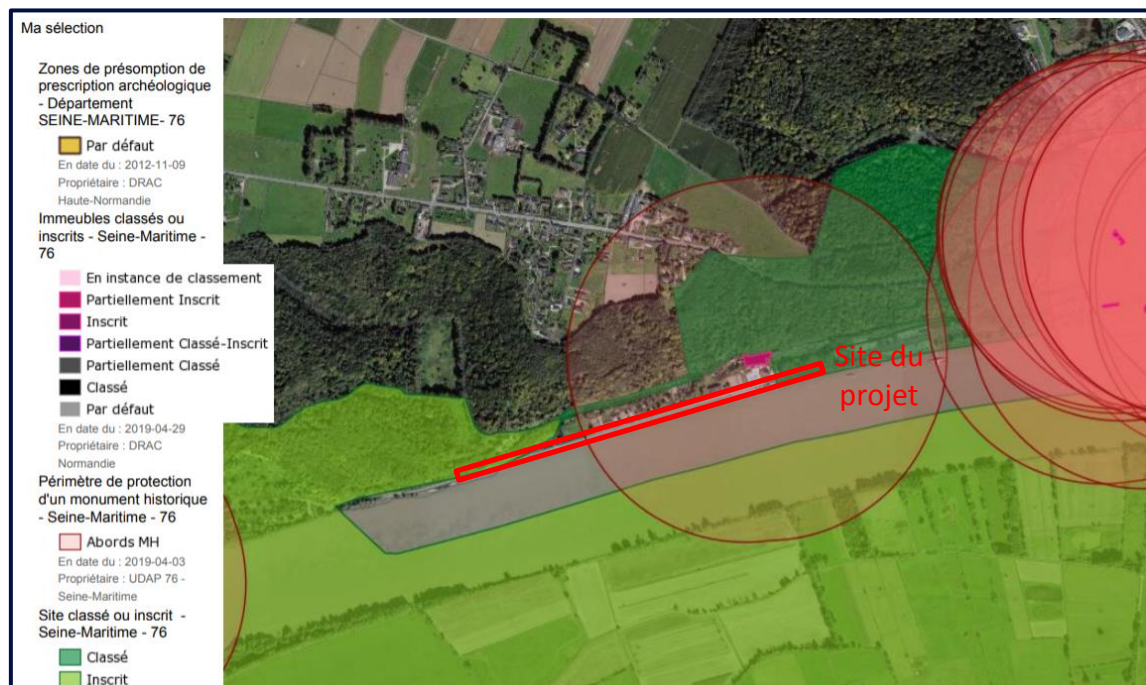 Ma sélection
Zones de présomption de
prescription archéologique
- Département
SEINE-MARITIME- 76
Par défaut
En date du : 2012-11-09
Propriétaire : DRAC
Haute-Normandie
Immeubles classés ou
inscrits - Seine-Maritime -
76
En instance de classement
Partiellement Inscrit
Inscrit
Partiellement Classé-Inscrit
Partiellement Classé
Classé
Par défaut
En date du : 2019-04-29
Propriétaire : DRAC
Normandie
Périmètre de protection
d'un monument historique
- Seine-Maritime - 76
Abords MH
En date du : 2019-04-03
Propriétaire : UDAP 76 -
Seine-Maritime
Site classé ou inscrit -
Seine-Maritime - 76
Classé
Inscrit
Site du
projet